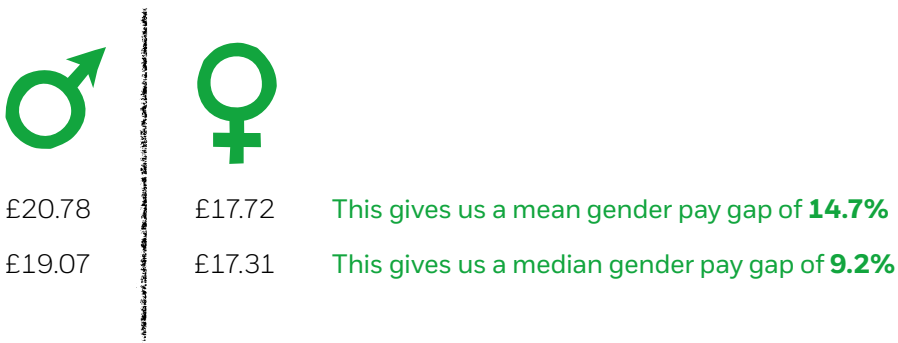 £20.78 £17.72 This gives us a mean gender pay gap of 14.7%
£19.07 £17.31 This gives us a median gender pay gap of 9.2%